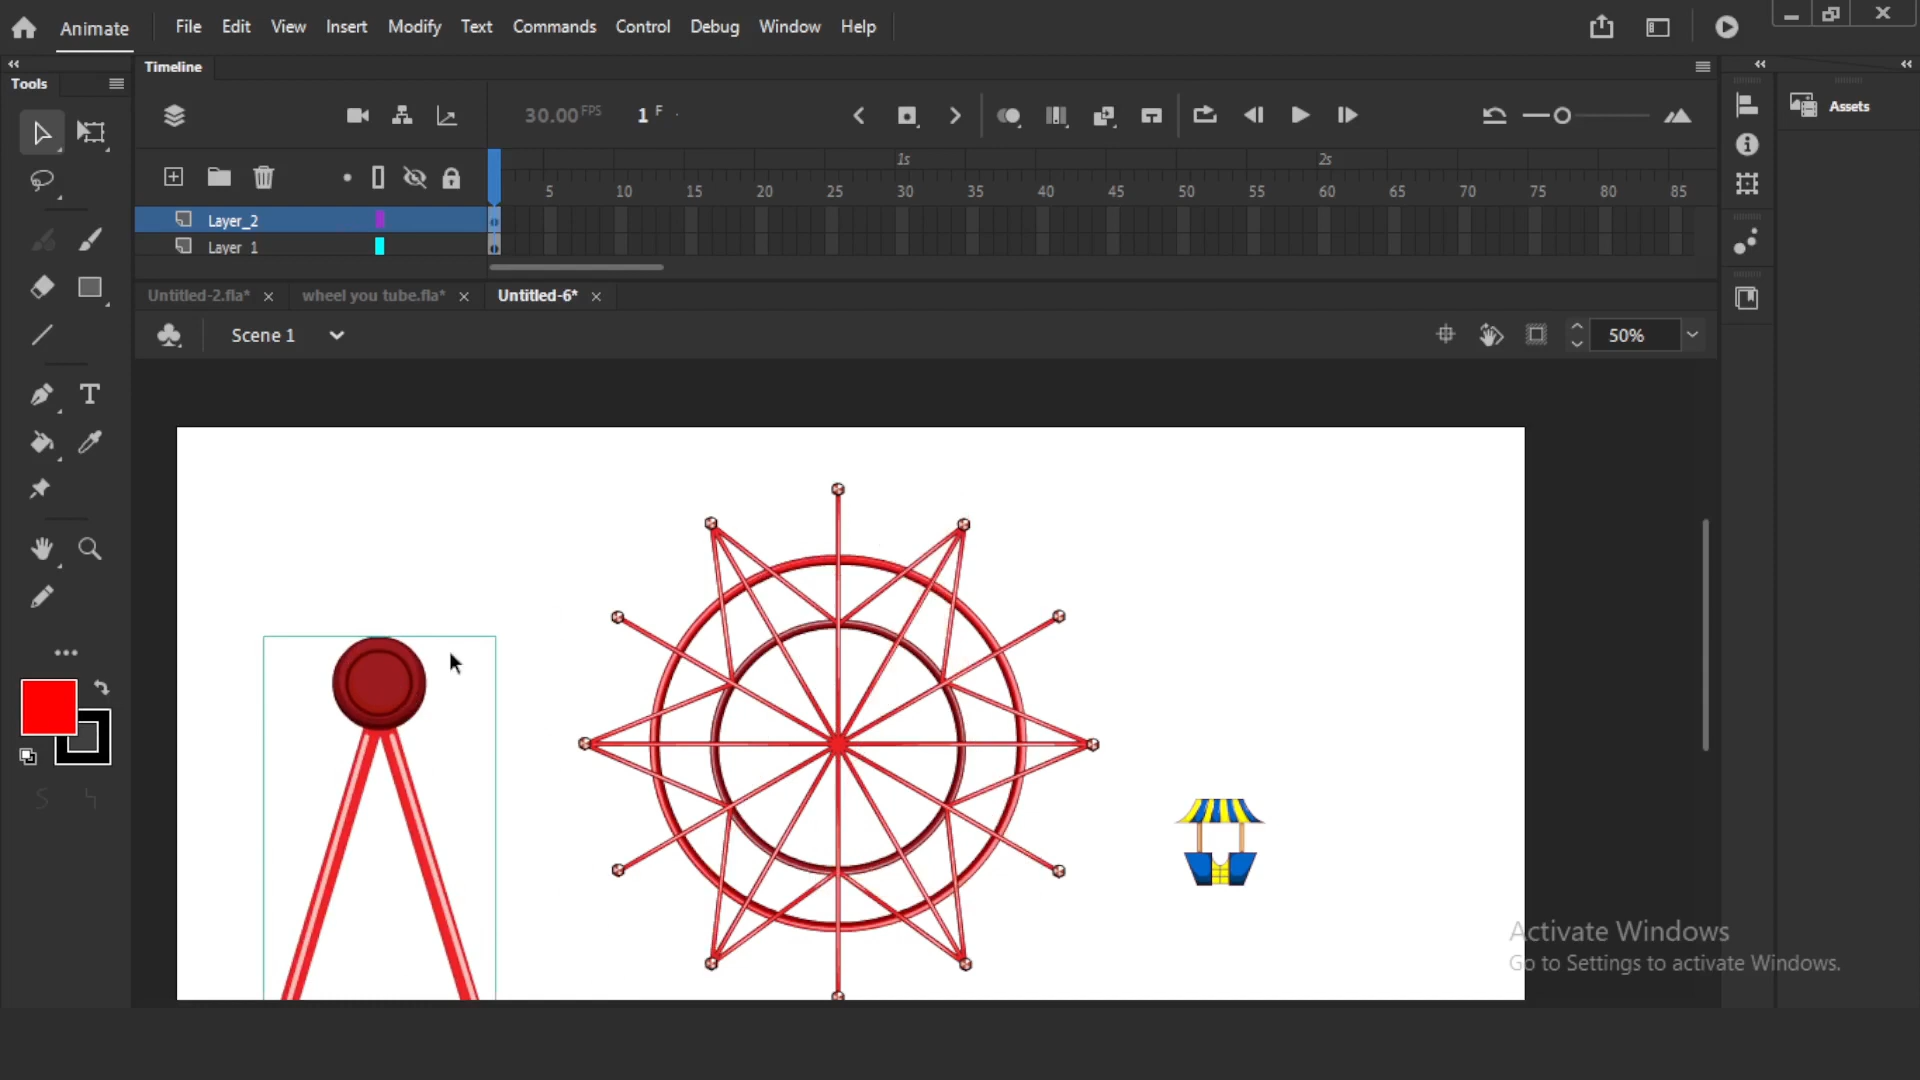 Animate File Edit View Insert Modify Text Commands Control Debug Window Help
Tools Timeline
30.00 FPS 1 F
Assets
1s 2s
5 10 15 20 25 30 35 40 45 50 55 60 65 70 75 80 85
Layer_2
Layer_1
Untitled-2.fla* wheel you tube.fla* Untitled-6*
Scene 1 50%
Activate Windows
Go to Settings to activate Windows.